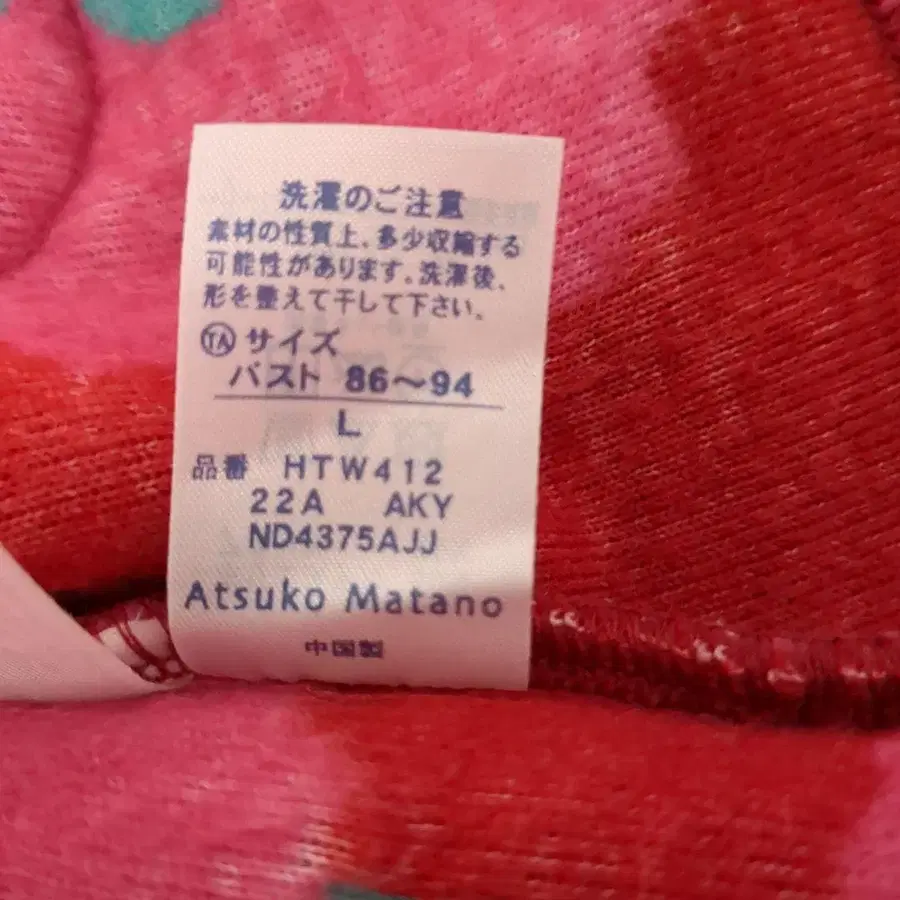 洗濯のご注意
素材の性質上、多少収縮する
可能性があります。洗濯後、
形を整えて干して下さい。
TA サイズ
バスト 86～94
L
品番 HTW412
22A AKY
ND4375AJJ
Atsuko Matano
中国製